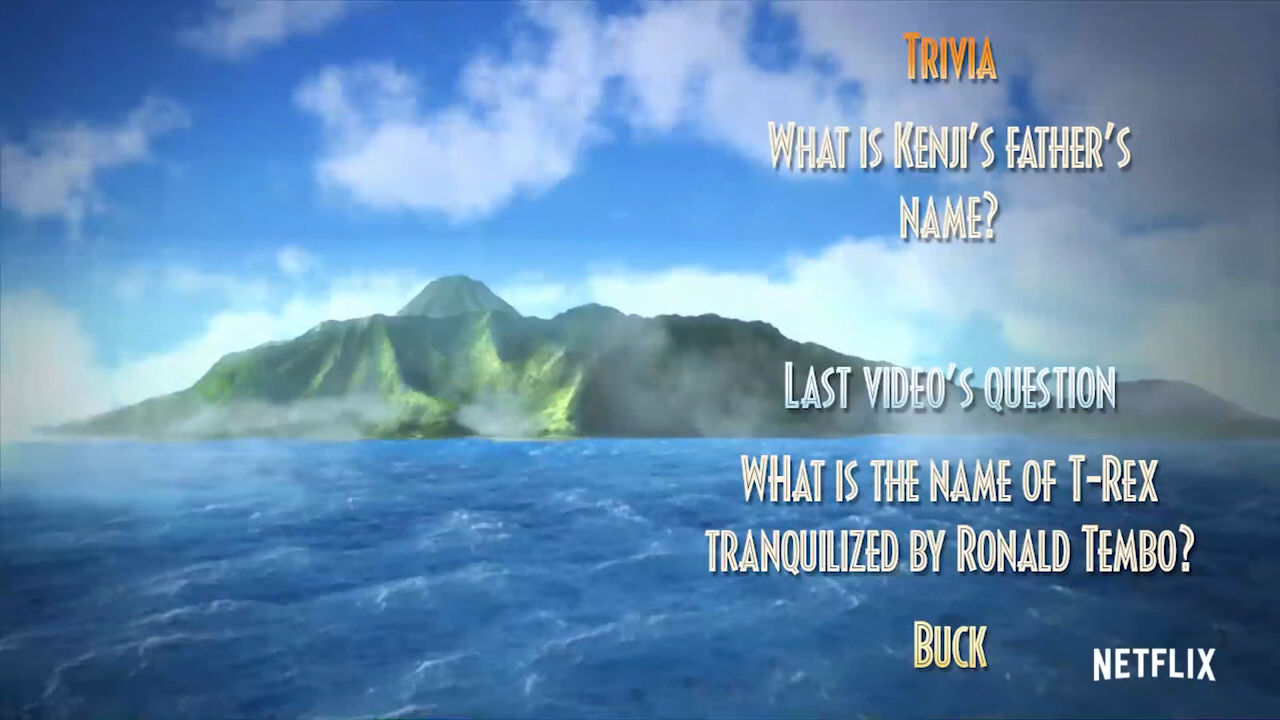 Trivia
What is Kenji's father's
name?
Last video's question
WHat is the name of T-Rex
tranquilized by Ronald Tembo?
Buck
NETFLIX